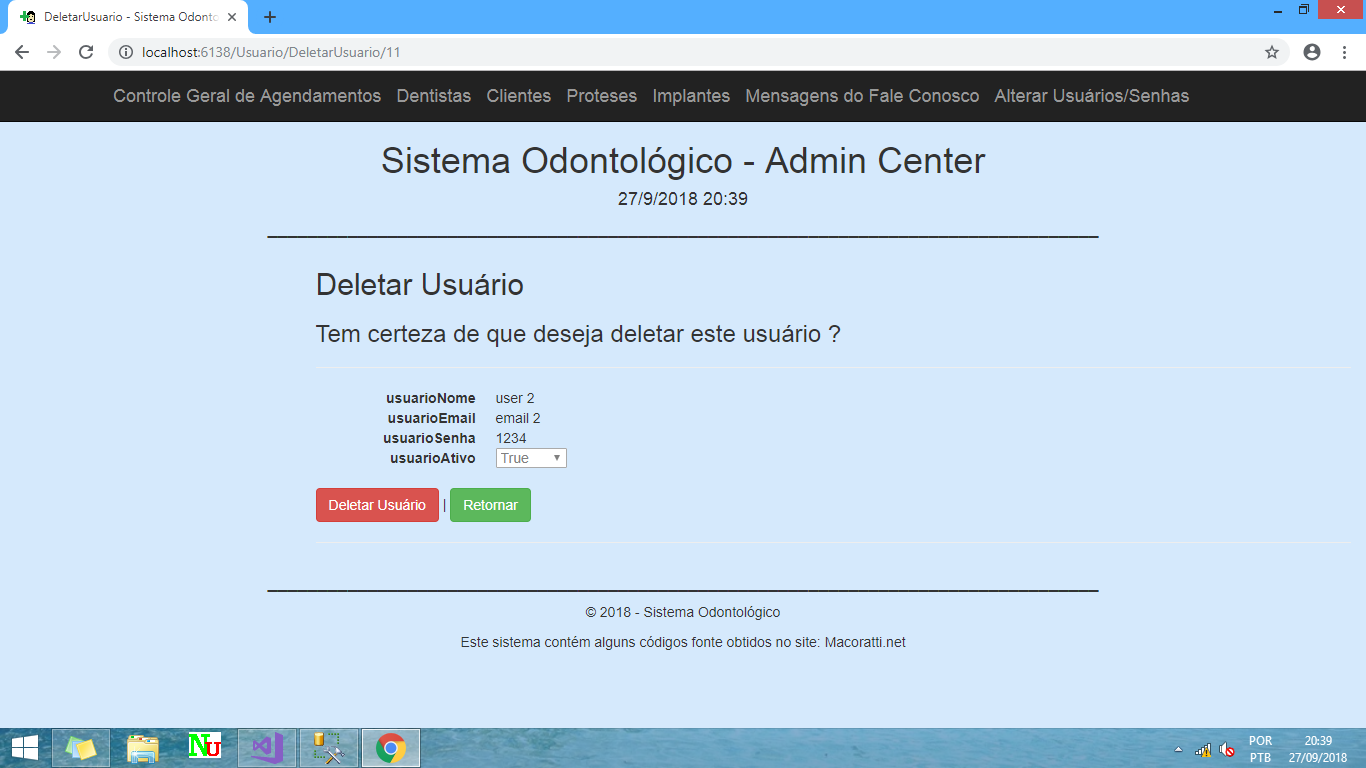 DeletarUsuario - Sistema Odonto
localhost:6138/Usuario/DeletarUsuario/11
Controle Geral de Agendamentos Dentistas Clientes Proteses Implantes Mensagens do Fale Conosco Alterar Usuários/Senhas
Sistema Odontológico - Admin Center
27/9/2018 20:39
Deletar Usuário
Tem certeza de que deseja deletar este usuário ?
usuarioNome user 2
usuarioEmail email 2
usuarioSenha 1234
usuarioAtivo True
Deletar Usuário | Retornar
© 2018 - Sistema Odontológico
Este sistema contém alguns códigos fonte obtidos no site: Macoratti.net
NU
POR 20:39
PTB 27/09/2018